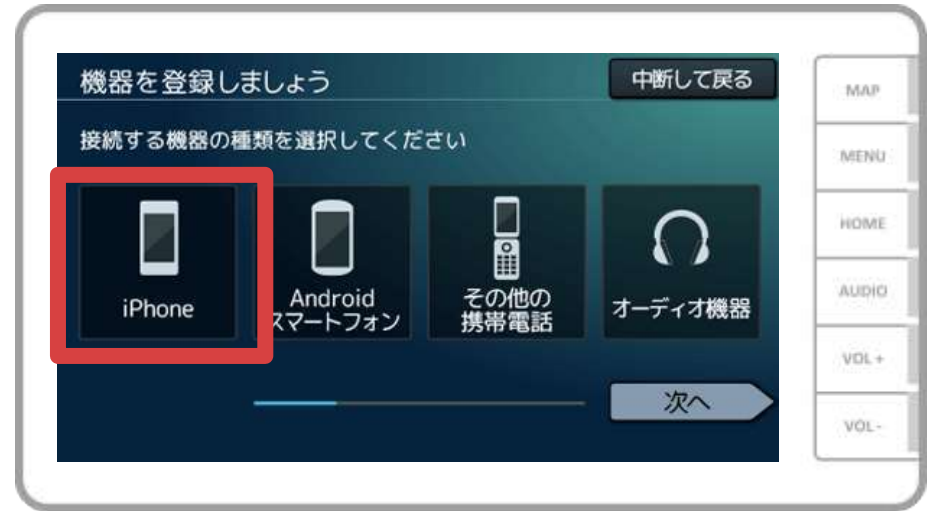 機器を登録しましょう
中断して戻る
接続する機器の種類を選択してください
iPhone
Android
スマートフォン
その他の
携帯電話
オーディオ機器
次へ
MAP
MENU
HOME
AUDIO
VOL +
VOL -